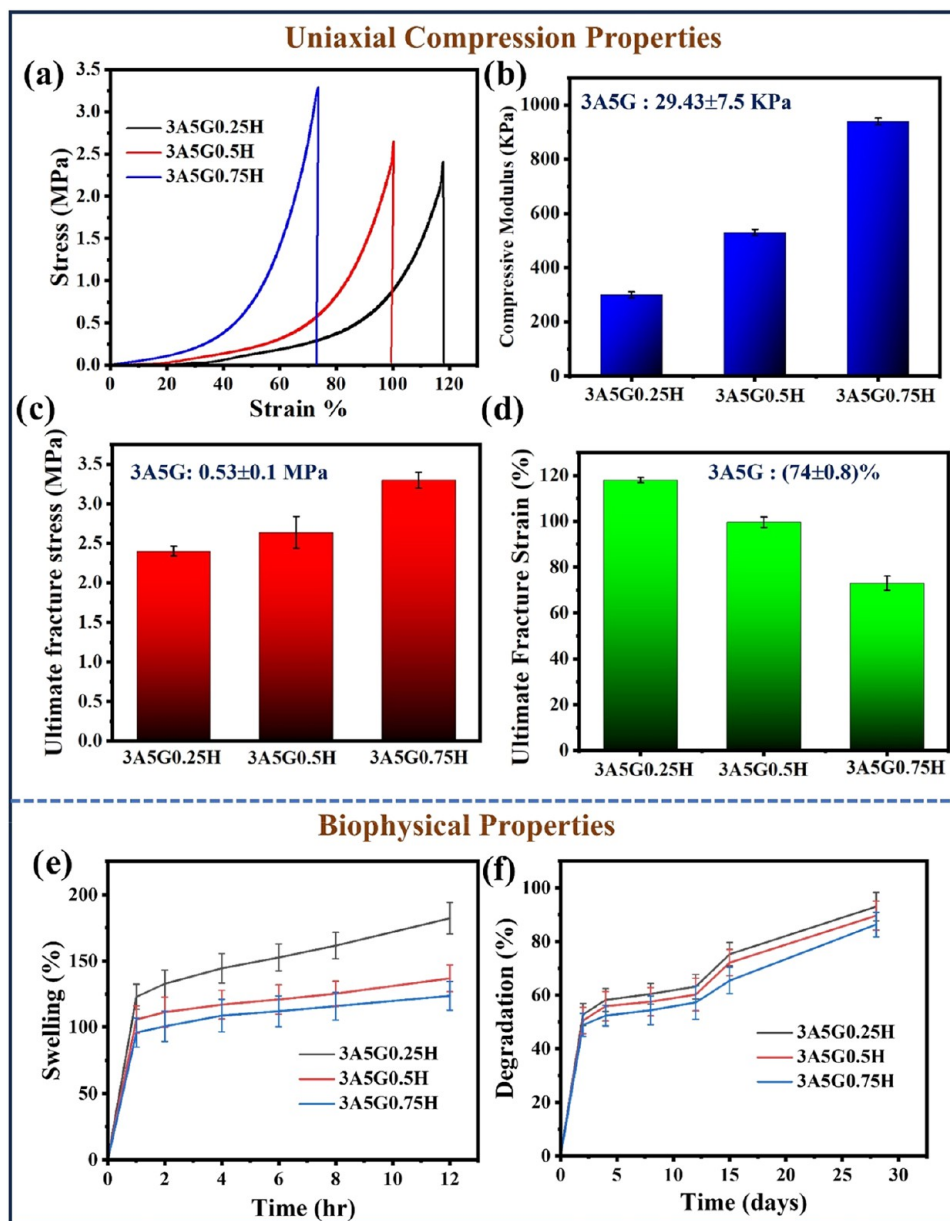 Uniaxial Compression Properties
(a)
3.5
3.0
2.5
2.0
1.5
1.0
0.5
0.0
Stress (MPa)
3A5G0.25H
3A5G0.5H
3A5G0.75H
0 20 40 60 80 100 120
Strain %
(b)
3A5G : 29.43±7.5 KPa
1000
800
600
400
200
0
Compressive Modulus (KPa)
3A5G0.25H 3A5G0.5H 3A5G0.75H
(c)
3A5G: 0.53±0.1 MPa
3.5
3.0
2.5
2.0
1.5
1.0
0.5
0.0
Ultimate fracture stress (MPa)
3A5G0.25H 3A5G0.5H 3A5G0.75H
(d)
3A5G : (74±0.8)%
120
100
80
60
40
20
0
Ultimate Fracture Strain (%)
3A5G0.25H 3A5G0.5H 3A5G0.75H
Biophysical Properties
(e)
200
150
100
50
0
Swelling (%)
3A5G0.25H
3A5G0.5H
3A5G0.75H
0 2 4 6 8 10 12
Time (hr)
(f)
100
80
60
40
20
0
Degradation (%)
3A5G0.25H
3A5G0.5H
3A5G0.75H
0 5 10 15 20 25 30
Time (days)